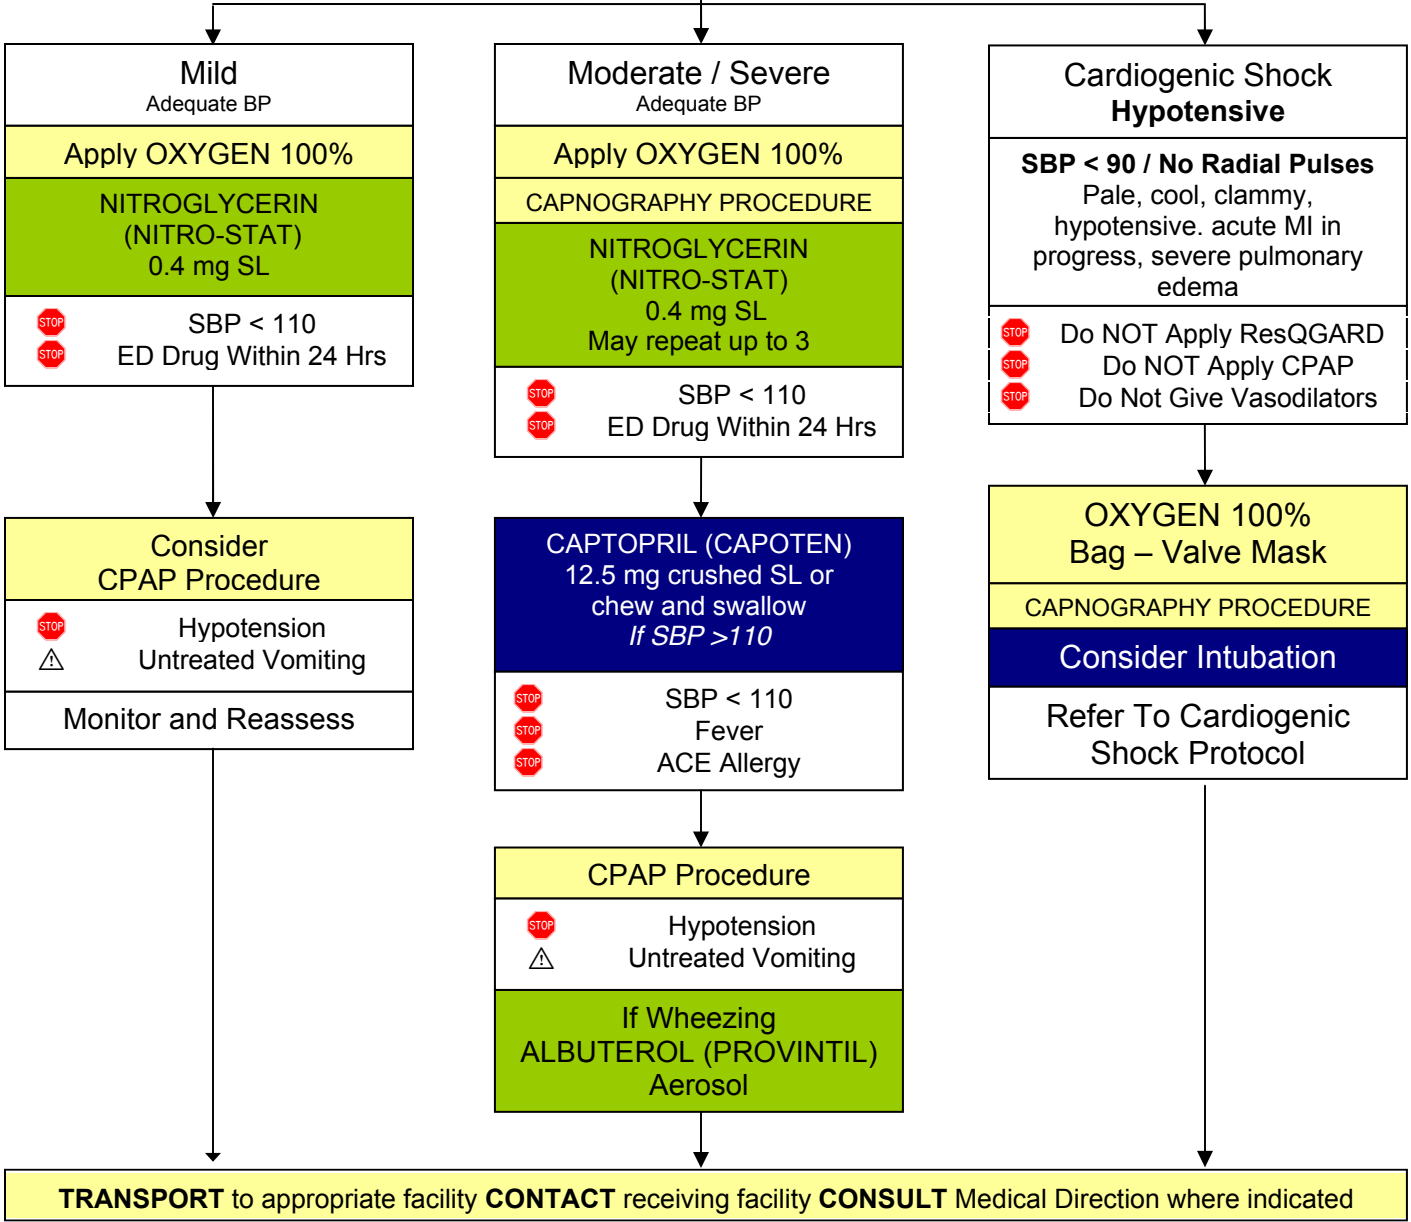 Mild
Adequate BP
Apply OXYGEN 100%
NITROGLYCERIN
(NITRO-STAT)
0.4 mg SL
STOP SBP < 110
STOP ED Drug Within 24 Hrs
Consider
CPAP Procedure
STOP Hypotension
Untreated Vomiting
Monitor and Reassess
Moderate / Severe
Adequate BP
Apply OXYGEN 100%
CAPNOGRAPHY PROCEDURE
NITROGLYCERIN
(NITRO-STAT)
0.4 mg SL
May repeat up to 3
STOP SBP < 110
STOP ED Drug Within 24 Hrs
CAPTOPRIL (CAPOTEN)
12.5 mg crushed SL or
chew and swallow
If SBP >110
STOP SBP < 110
STOP Fever
STOP ACE Allergy
CPAP Procedure
STOP Hypotension
Untreated Vomiting
If Wheezing
ALBUTEROL (PROVINTIL)
Aerosol
Cardiogenic Shock
Hypotensive
SBP < 90 / No Radial Pulses
Pale, cool, clammy,
hypotensive. acute MI in
progress, severe pulmonary
edema
STOP Do NOT Apply ResQGARD
STOP Do NOT Apply CPAP
STOP Do Not Give Vasodilators
OXYGEN 100%
Bag – Valve Mask
CAPNOGRAPHY PROCEDURE
Consider Intubation
Refer To Cardiogenic
Shock Protocol
TRANSPORT to appropriate facility CONTACT receiving facility CONSULT Medical Direction where indicated